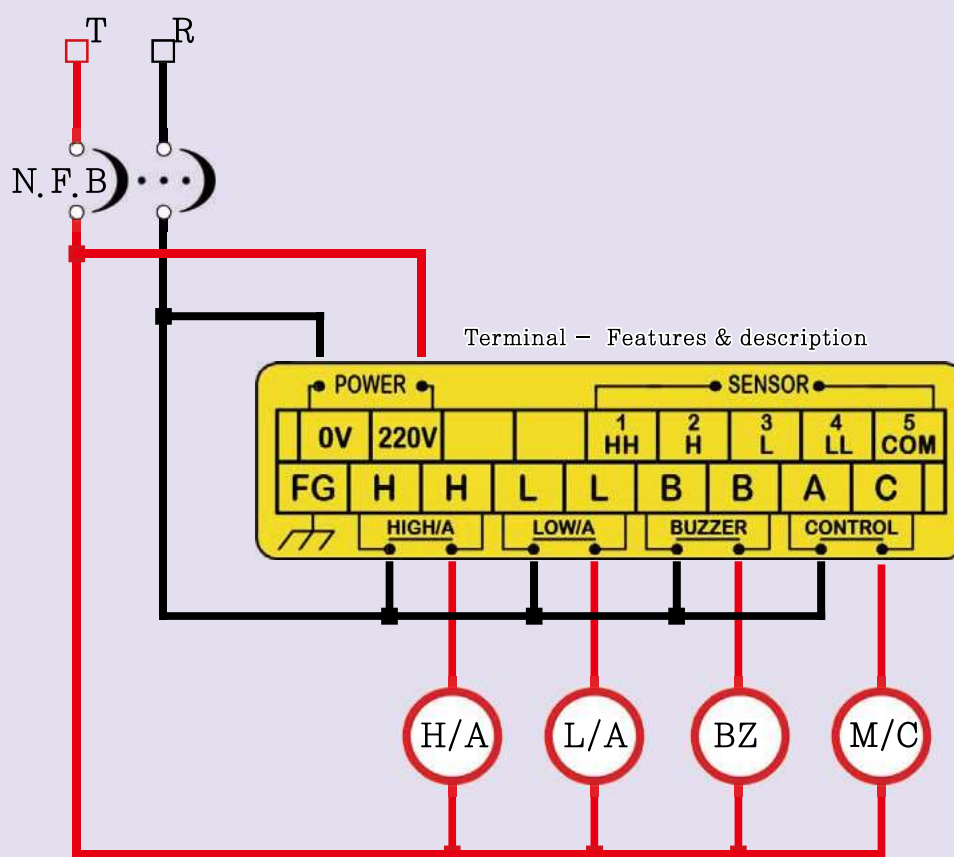 T R
N.F.B
Terminal － Features & description
POWER SENSOR
0V 220V 1 HH 2 H 3 L 4 LL 5 COM
FG H H L L B B A C
HIGH/A LOW/A BUZZER CONTROL
H/A L/A BZ M/C